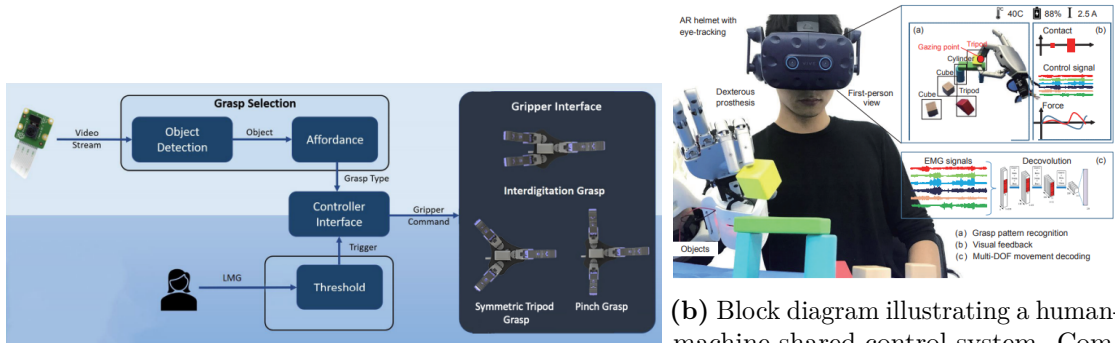 Grasp Selection
Video
Stream
Object
Detection
Object
Affordance
Grasp Type
Controller
Interface
Gripper
Command
Trigger
LMG
Threshold
Gripper Interface
Interdigitation Grasp
Symmetric Tripod
Grasp
Pinch Grasp
AR helmet with
eye-tracking
Dexterous
prosthesis
First-person
view
Objects
40C 88% 2.5 A
(a)
Gazing point
Tripod
Cylinder
Cube
Cube
Tripod
Contact
(b)
Control signal
Force
EMG signals
Decovolution
(c)
(a) Grasp pattern recognition
(b) Visual feedback
(c) Multi-DOF movement decoding
(b) Block diagram illustrating a human-
machine shared control system. Com-